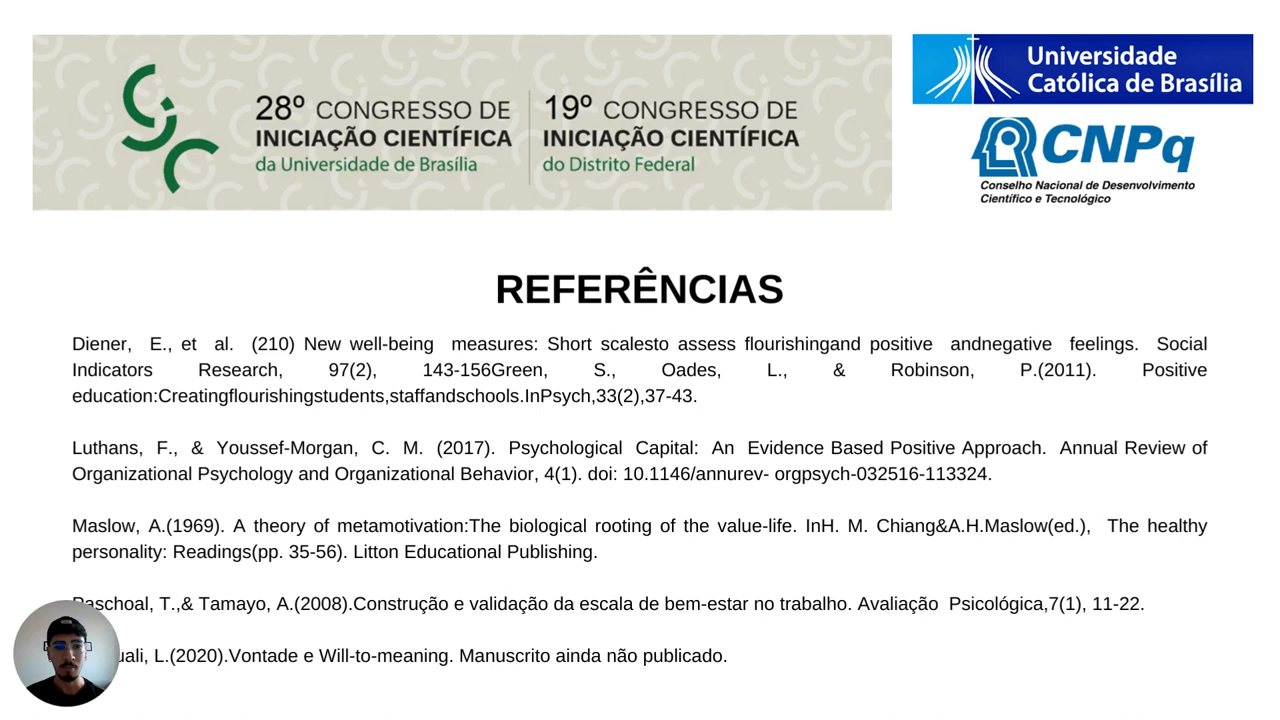 28º CONGRESSO DE
INICIAÇÃO CIENTÍFICA
da Universidade de Brasília
19º CONGRESSO DE
INICIAÇÃO CIENTÍFICA
do Distrito Federal
Universidade
Católica de Brasília
CNPq
Conselho Nacional de Desenvolvimento
Científico e Tecnológico
REFERÊNCIAS
Diener, E., et al. (210) New well-being measures: Short scalesto assess flourishingand positive andnegative feelings. Social
Indicators Research, 97(2), 143-156Green, S., Oades, L., & Robinson, P.(2011). Positive
education:Creatingflourishingstudents,staffandschools.InPsych,33(2),37-43.
Luthans, F., & Youssef-Morgan, C. M. (2017). Psychological Capital: An Evidence Based Positive Approach. Annual Review of
Organizational Psychology and Organizational Behavior, 4(1). doi: 10.1146/annurev- orgpsych-032516-113324.
Maslow, A.(1969). A theory of metamotivation:The biological rooting of the value-life. InH. M. Chiang&A.H.Maslow(ed.), The healthy
personality: Readings(pp. 35-56). Litton Educational Publishing.
Paschoal, T.,& Tamayo, A.(2008).Construção e validação da escala de bem-estar no trabalho. Avaliação Psicológica,7(1), 11-22.
L.(2020).Vontade e Will-to-meaning. Manuscrito ainda não publicado.